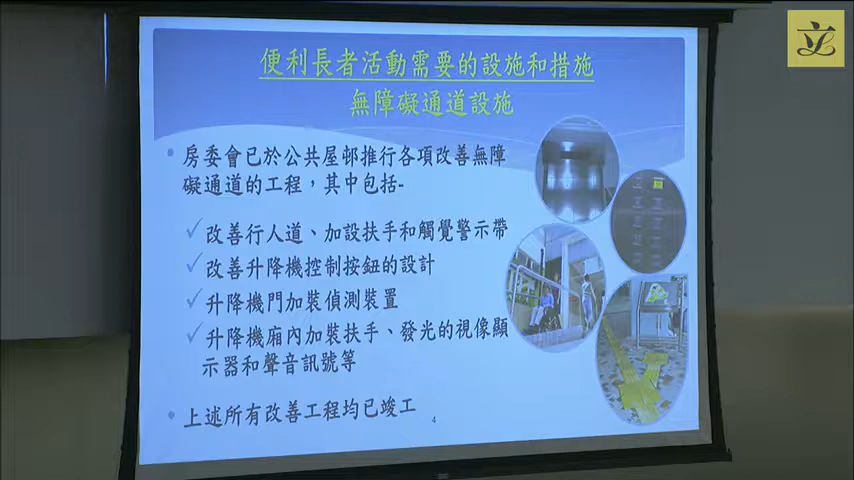 便利長者活動需要的設施和措施
無障礙通道設施
• 房委會已於公共屋邨推行各項改善無障
礙通道的工程，其中包括-
✓ 改善行人道、加設扶手和觸覺警示帶
✓ 改善升降機控制按鈕的設計
✓ 升降機門加裝偵測裝置
✓ 升降機廂內加裝扶手、發光的視像顯
示器和聲音訊號等
• 上述所有改善工程均已竣工
4
立